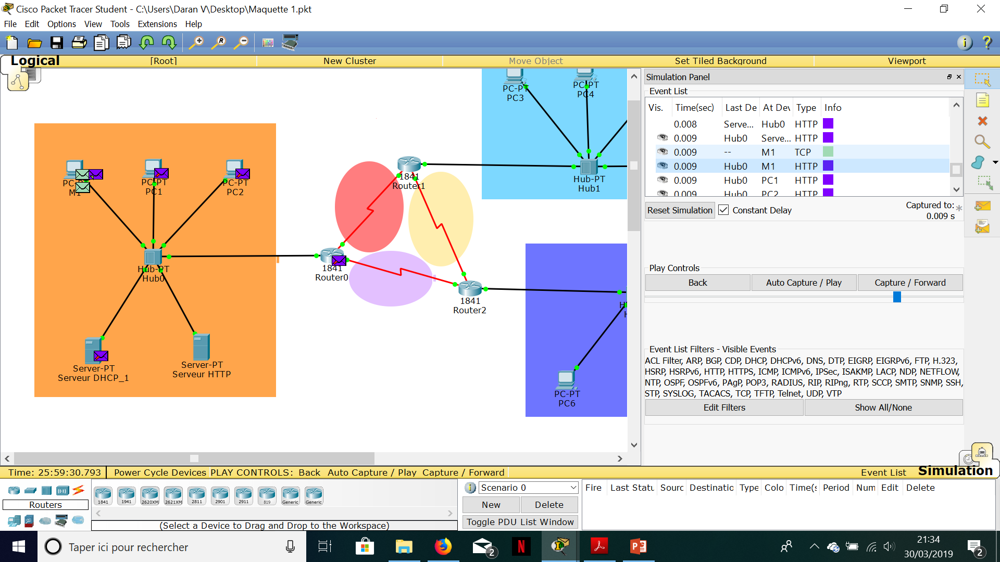 Cisco Packet Tracer Student - C:\Users\Daran V\Desktop\Maquette 1.pkt
File Edit Options View Tools Extensions Help
Logical [Root] New Cluster Move Object Set Tiled Background Viewport
Simulation Panel
Event List
Vis. Time(sec) Last De At Dev Type Info
0.008 Serve... Hub0 HTTP
0.009 Hub0 Serve... HTTP
0.009 -- M1 TCP
0.009 Hub0 M1 HTTP
0.009 Hub0 PC1 HTTP
0.009 Hub0 PC2 HTTP
Reset Simulation Constant Delay
Captured to:
0.009 s
Play Controls
Back Auto Capture / Play Capture / Forward
Event List Filters - Visible Events
ACL Filter, ARP, BGP, CDP, DHCP, DHCPv6, DNS, DTP, EIGRP, EIGRPv6, FTP, H.323,
HSRP, HSRPv6, HTTP, HTTPS, ICMP, ICMPv6, IPSec, ISAKMP, LACP, NDP, NETFLOW,
NTP, OSPF, OSPFv6, PAgP, POP3, RADIUS, RIP, RIPng, RTP, SCCP, SMTP, SNMP, SSH,
STP, SYSLOG, TACACS, TCP, TFTP, Telnet, UDP, VTP
Edit Filters Show All/None
PC-PT
PC3
PC-PT
PC4
Hub-PT
Hub1
M1
PC-PT
PC1
PC-PT
PC2
1841
Router1
Hub-PT
Hub0
1841
Router0
1841
Router2
Server-PT
Serveur DHCP_1
Server-PT
Serveur HTTP
PC-PT
PC6
Time: 25:59:30.793 Power Cycle Devices PLAY CONTROLS: Back Auto Capture / Play Capture / Forward
Event List Simulation
Routers
1841 1941 2620XM 2621XM 2811 2901 2911 819 Generic Generic
(Select a Device to Drag and Drop to the Workspace)
Scenario 0
New Delete
Toggle PDU List Window
Fire Last Statu Sourc Destinatio Type Colo Time(s Period Num Edit Delete
Taper ici pour rechercher
2
21:34
30/03/2019
2